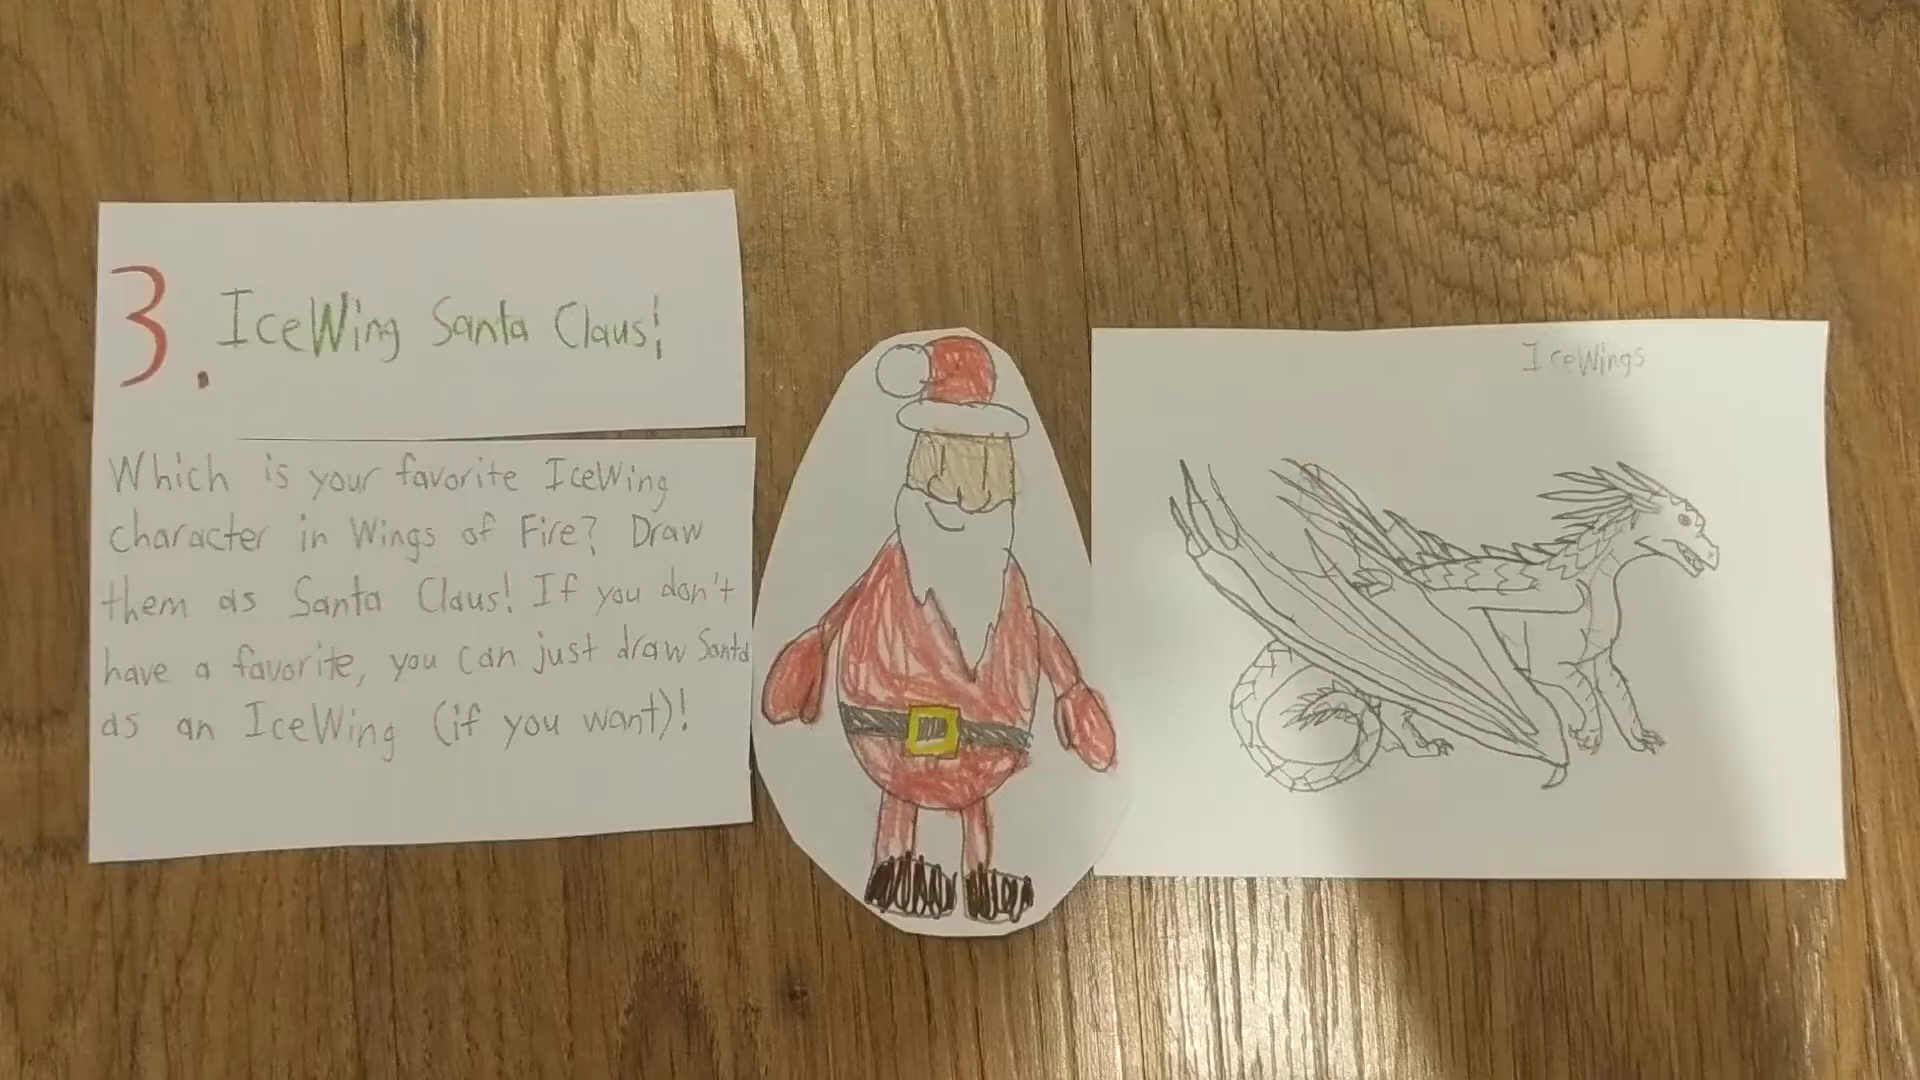 3. IceWing Santa Claus!
Which is your favorite IceWing
character in Wings of Fire? Draw
them as Santa Claus! If you don't
have a favorite, you can just draw Santa
as an IceWing (if you want)!
IceWings